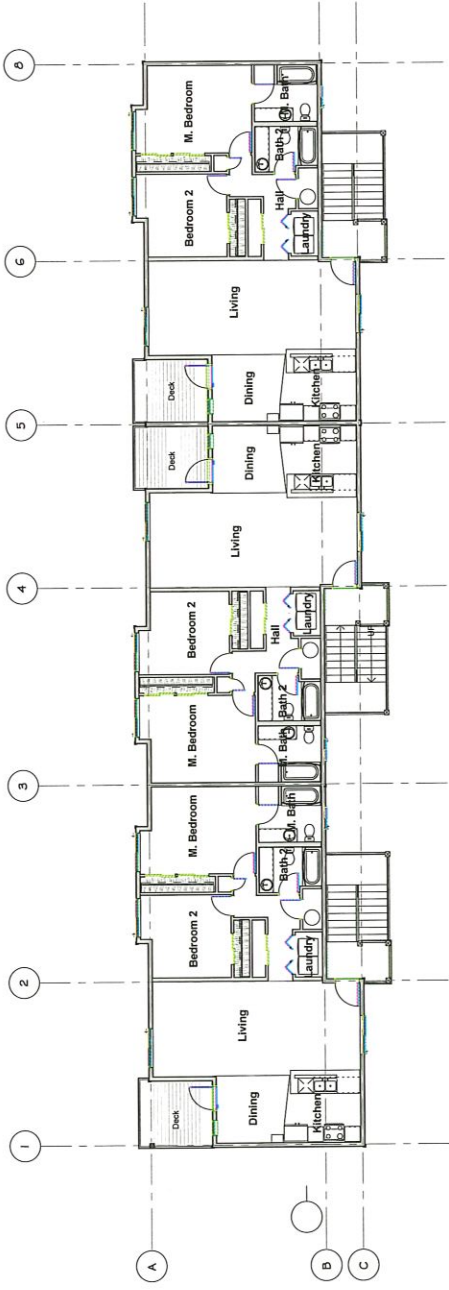 1
2
3
4
5
6
8
A
Deck
Bedroom 2
M. Bedroom
M. Bedroom
Bedroom 2
Deck
Deck
Bedroom 2
M. Bedroom
Living
Living
Living
Dining
Dining
Dining
Hall
Hall
Bath 2
M. Bath
M. Bath
Bath 2
Bath 2
M. Bath
Kitchen
Laundry
Laundry
Kitchen
Kitchen
Laundry
B
C
UP